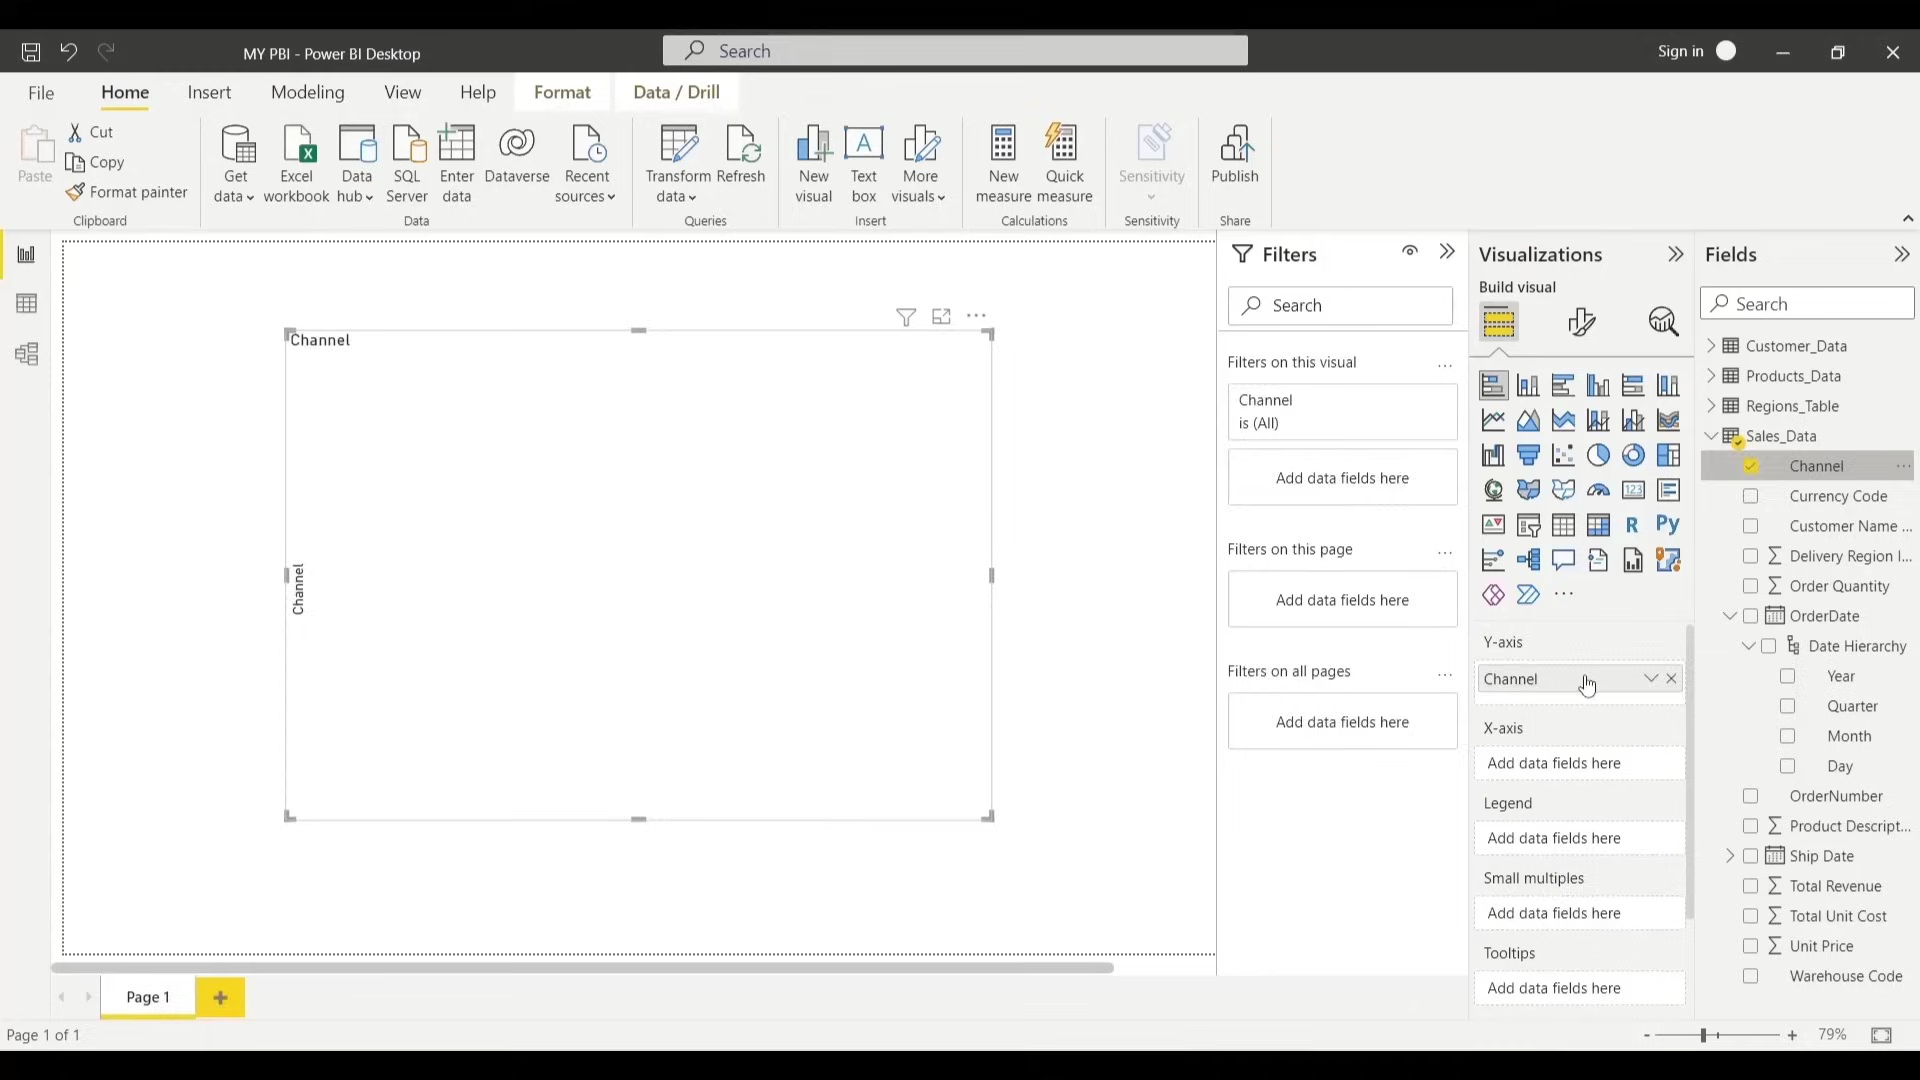 MY PBI - Power BI Desktop
Search
Sign in
File
Home
Insert
Modeling
View
Help
Format
Data / Drill
Paste
Cut
Copy
Format painter
Clipboard
Get data
Excel workbook
Data hub
SQL Server
Enter data
Dataverse
Recent sources
Data
Transform data
Refresh
Queries
New visual
Text box
More visuals
Insert
New measure
Quick measure
Calculations
Sensitivity
Sensitivity
Publish
Share
Channel
Channel
Filters
Search
Filters on this visual
Channel
is (All)
Add data fields here
Filters on this page
Add data fields here
Filters on all pages
Add data fields here
Visualizations
Build visual
123
R
Py
Y-axis
Channel
X-axis
Add data fields here
Legend
Add data fields here
Small multiples
Add data fields here
Tooltips
Add data fields here
Fields
Search
Customer_Data
Products_Data
Regions_Table
Sales_Data
Channel
Currency Code
Customer Name ...
Delivery Region I...
Order Quantity
OrderDate
Date Hierarchy
Year
Quarter
Month
Day
OrderNumber
Product Descript...
Ship Date
Total Revenue
Total Unit Cost
Unit Price
Warehouse Code
Page 1
Page 1 of 1
79%